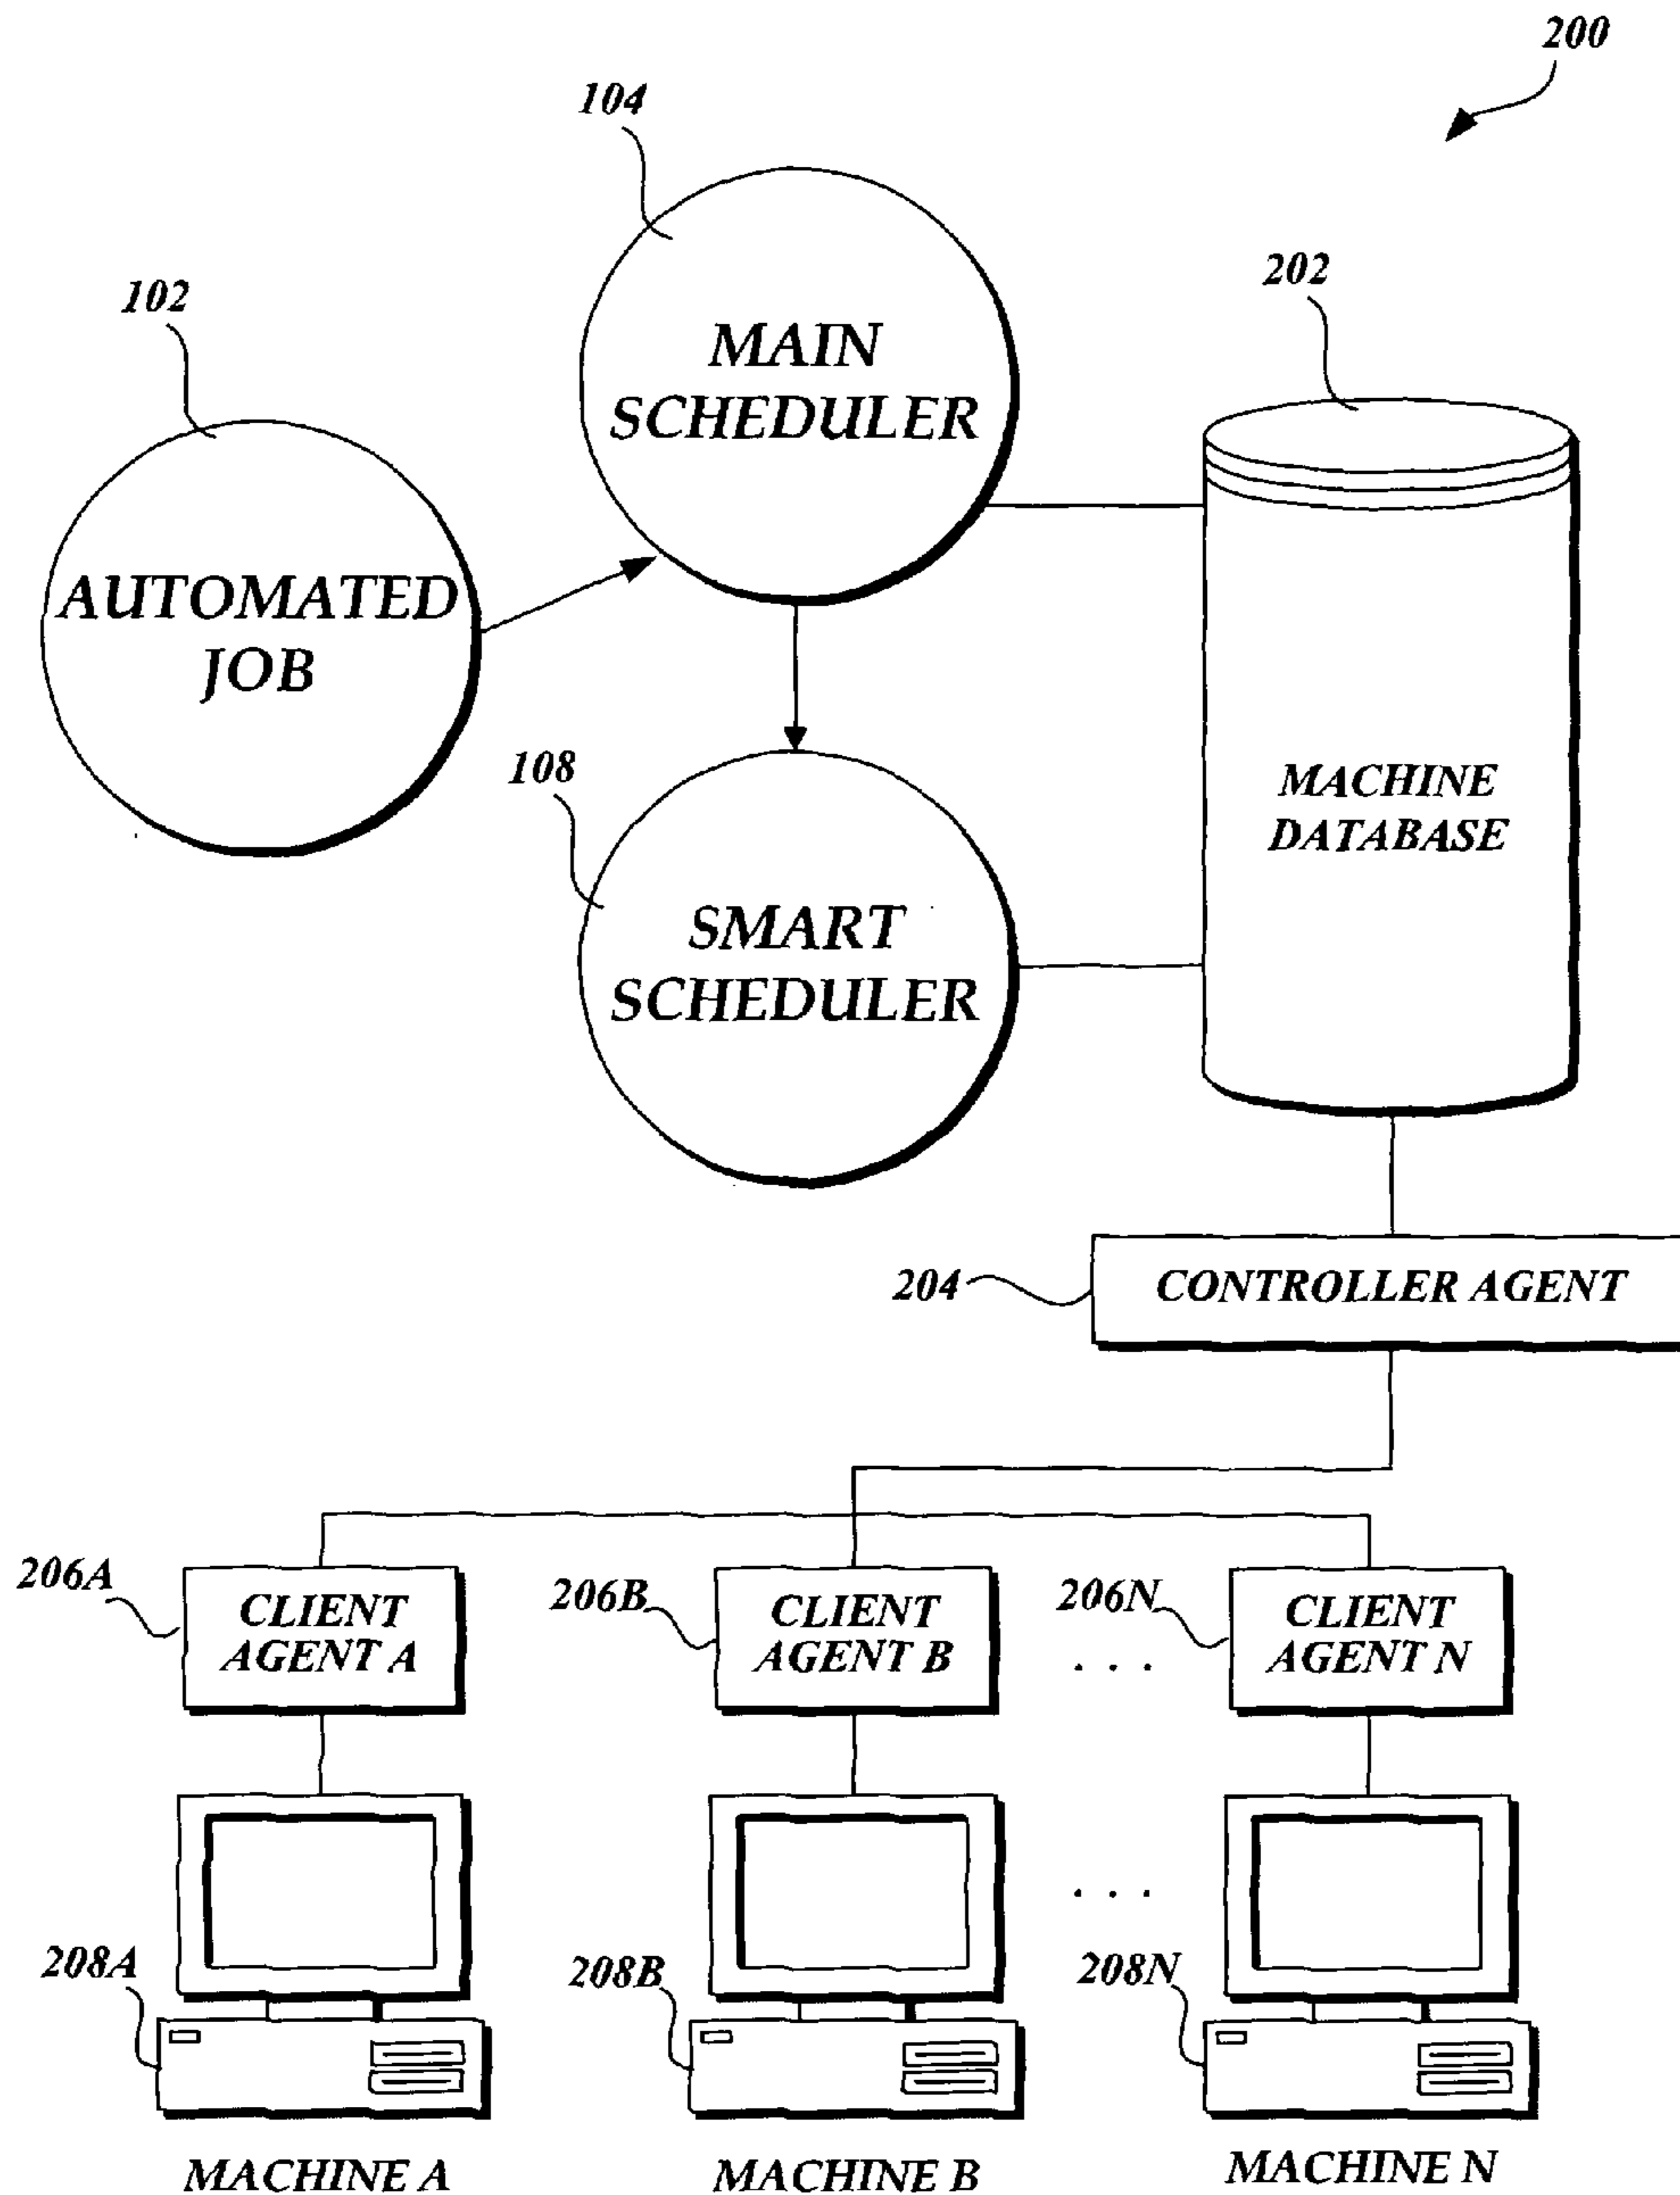 200
104
202
102
MAIN
SCHEDULER
AUTOMATED
JOB
MACHINE
DATABASE
108
SMART
SCHEDULER
204
CONTROLLER AGENT
206A
CLIENT
AGENT A
206B
CLIENT
AGENT B
206N
CLIENT
AGENT N
. . .
. . .
208A
208B
208N
MACHINE A
MACHINE B
MACHINE N